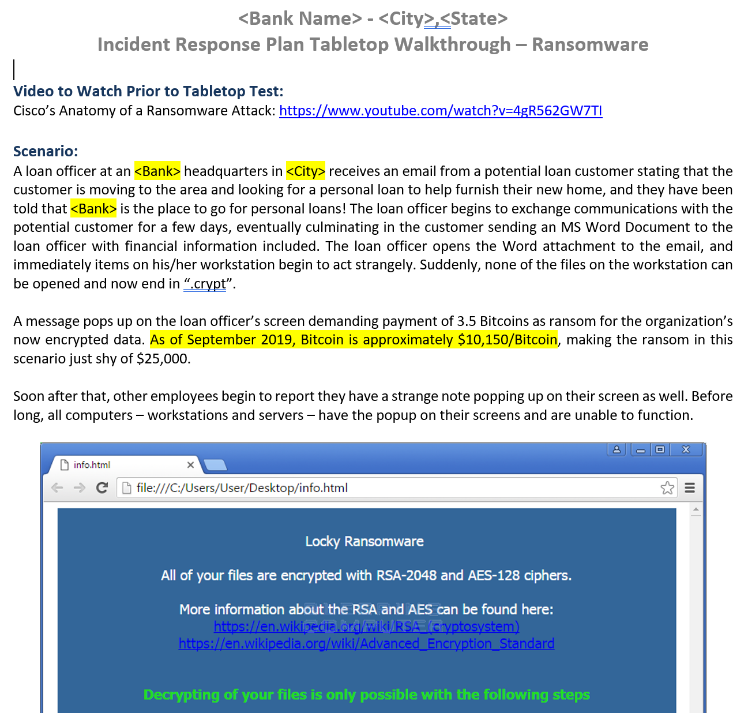 <Bank Name> - <City>,<State>
Incident Response Plan Tabletop Walkthrough – Ransomware
Video to Watch Prior to Tabletop Test:
Cisco's Anatomy of a Ransomware Attack: https://www.youtube.com/watch?v=4gR562GW7TI
Scenario:
A loan officer at an <Bank> headquarters in <City> receives an email from a potential loan customer stating that the
customer is moving to the area and looking for a personal loan to help furnish their new home, and they have been
told that <Bank> is the place to go for personal loans! The loan officer begins to exchange communications with the
potential customer for a few days, eventually culminating in the customer sending an MS Word Document to the
loan officer with financial information included. The loan officer opens the Word attachment to the email, and
immediately items on his/her workstation begin to act strangely. Suddenly, none of the files on the workstation can
be opened and now end in ".crypt".
A message pops up on the loan officer's screen demanding payment of 3.5 Bitcoins as ransom for the organization's
now encrypted data. As of September 2019, Bitcoin is approximately $10,150/Bitcoin, making the ransom in this
scenario just shy of $25,000.
Soon after that, other employees begin to report they have a strange note popping up on their screen as well. Before
long, all computers – workstations and servers – have the popup on their screens and are unable to function.
info.html
file:///C:/Users/User/Desktop/info.html
Locky Ransomware
All of your files are encrypted with RSA-2048 and AES-128 ciphers.
More information about the RSA and AES can be found here:
https://en.wikipedia.org/wiki/RSA_(cryptosystem)
https://en.wikipedia.org/wiki/Advanced_Encryption_Standard
Decrypting of your files is only possible with the following steps